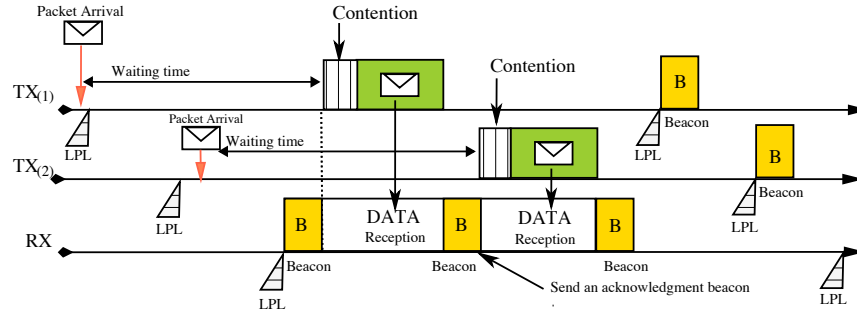 Packet Arrival
Contention
Waiting time
Contention
TX(1)
B
LPL
Packet Arrival
Waiting time
LPL
Beacon
TX(2)
B
LPL
Beacon
LPL
B
DATA
Reception
B
DATA
Reception
B
RX
Beacon
Beacon
Beacon
LPL
Send an acknowledgment beacon
LPL
.